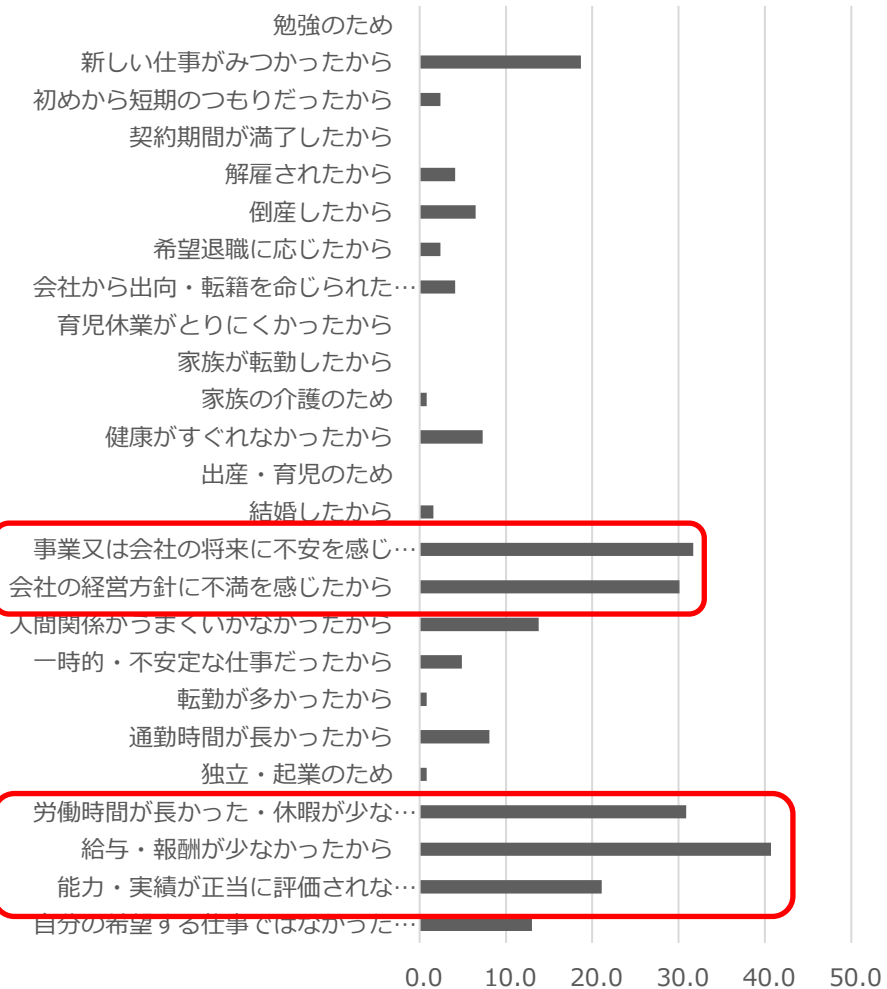 勉強のため
新しい仕事がみつかったから
初めから短期のつもりだったから
契約期間が満了したから
解雇されたから
倒産したから
希望退職に応じたから
会社から出向・転籍を命じられた…
育児休業がとりにくかったから
家族が転勤したから
家族の介護のため
健康がすぐれなかったから
出産・育児のため
結婚したから
事業又は会社の将来に不安を感じ…
会社の経営方針に不満を感じたから
人間関係がうまくいかなかったから
一時的・不安定な仕事だったから
転勤が多かったから
通勤時間が長かったから
独立・起業のため
労働時間が長かった・休暇が少な…
給与・報酬が少なかったから
能力・実績が正当に評価されな…
自分の希望する仕事ではなかった…
0.0 10.0 20.0 30.0 40.0 50.0